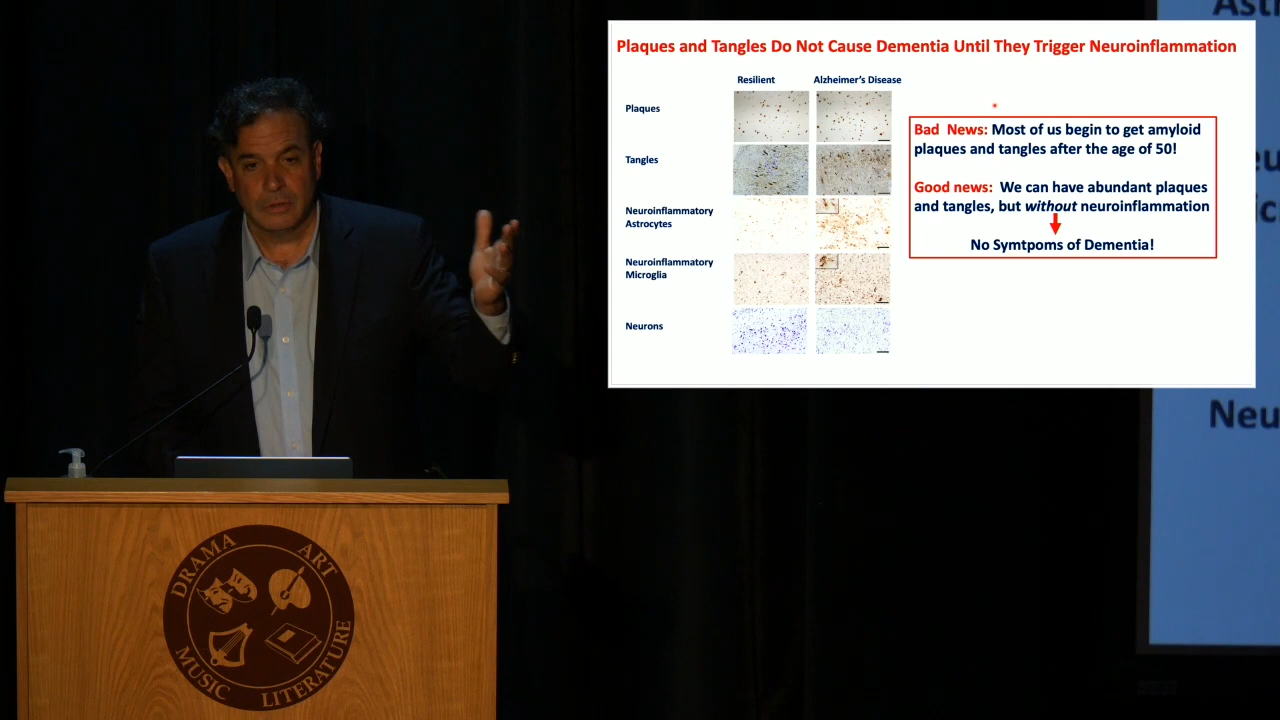 Plaques and Tangles Do Not Cause Dementia Until They Trigger Neuroinflammation
Resilient Alzheimer's Disease
Plaques
Tangles
Neuroinflammatory
Astrocytes
Neuroinflammatory
Microglia
Neurons
Bad News: Most of us begin to get amyloid
plaques and tangles after the age of 50!
Good news: We can have abundant plaques
and tangles, but without neuroinflammation
No Symtpoms of Dementia!
DRAMA
ART
MUSIC
LITERATURE
Neu